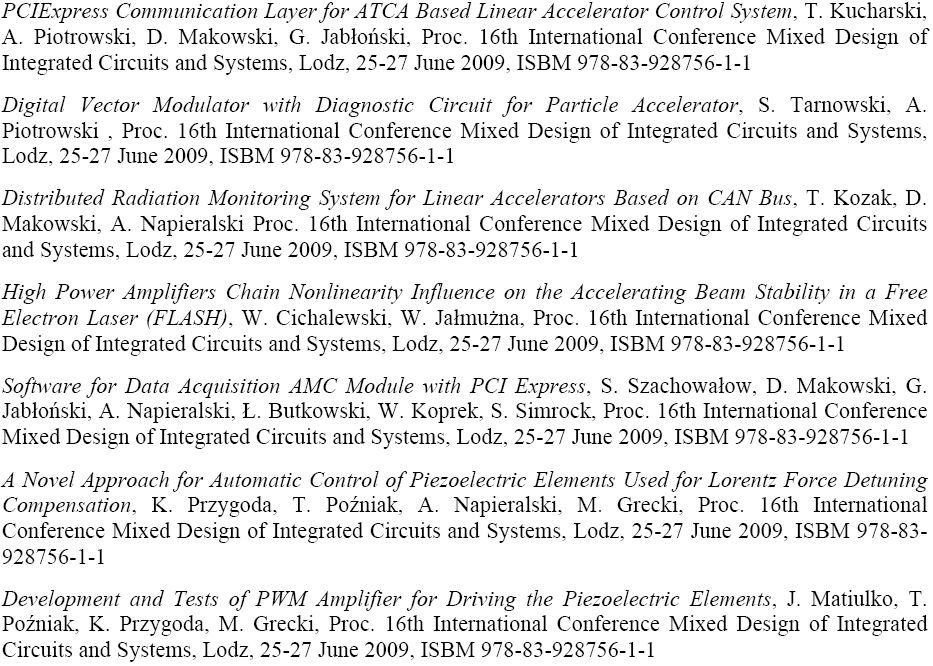 PCIExpress Communication Layer for ATCA Based Linear Accelerator Control System, T. Kucharski,
A. Piotrowski, D. Makowski, G. Jabłoński, Proc. 16th International Conference Mixed Design of
Integrated Circuits and Systems, Lodz, 25-27 June 2009, ISBM 978-83-928756-1-1
Digital Vector Modulator with Diagnostic Circuit for Particle Accelerator, S. Tarnowski, A.
Piotrowski , Proc. 16th International Conference Mixed Design of Integrated Circuits and Systems,
Lodz, 25-27 June 2009, ISBM 978-83-928756-1-1
Distributed Radiation Monitoring System for Linear Accelerators Based on CAN Bus, T. Kozak, D.
Makowski, A. Napieralski Proc. 16th International Conference Mixed Design of Integrated Circuits
and Systems, Lodz, 25-27 June 2009, ISBM 978-83-928756-1-1
High Power Amplifiers Chain Nonlinearity Influence on the Accelerating Beam Stability in a Free
Electron Laser (FLASH), W. Cichalewski, W. Jałmużna, Proc. 16th International Conference Mixed
Design of Integrated Circuits and Systems, Lodz, 25-27 June 2009, ISBM 978-83-928756-1-1
Software for Data Acquisition AMC Module with PCI Express, S. Szachowałow, D. Makowski, G.
Jabłoński, A. Napieralski, Ł. Butkowski, W. Koprek, S. Simrock, Proc. 16th International Conference
Mixed Design of Integrated Circuits and Systems, Lodz, 25-27 June 2009, ISBM 978-83-928756-1-1
A Novel Approach for Automatic Control of Piezoelectric Elements Used for Lorentz Force Detuning
Compensation, K. Przygoda, T. Poźniak, A. Napieralski, M. Grecki, Proc. 16th International
Conference Mixed Design of Integrated Circuits and Systems, Lodz, 25-27 June 2009, ISBM 978-83-
928756-1-1
Development and Tests of PWM Amplifier for Driving the Piezoelectric Elements, J. Matiulko, T.
Poźniak, K. Przygoda, M. Grecki, Proc. 16th International Conference Mixed Design of Integrated
Circuits and Systems, Lodz, 25-27 June 2009, ISBM 978-83-928756-1-1